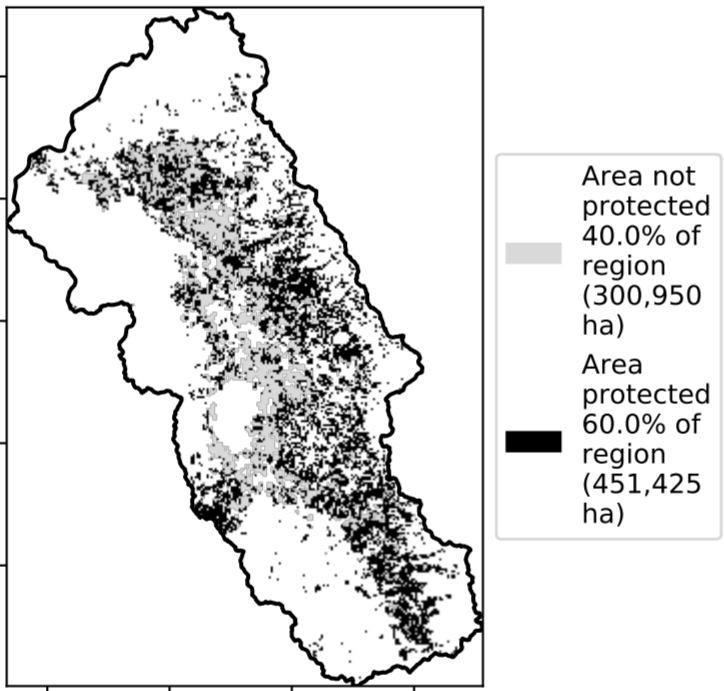 Area not
protected
40.0% of
region
(300,950
ha)
Area
protected
60.0% of
region
(451,425
ha)